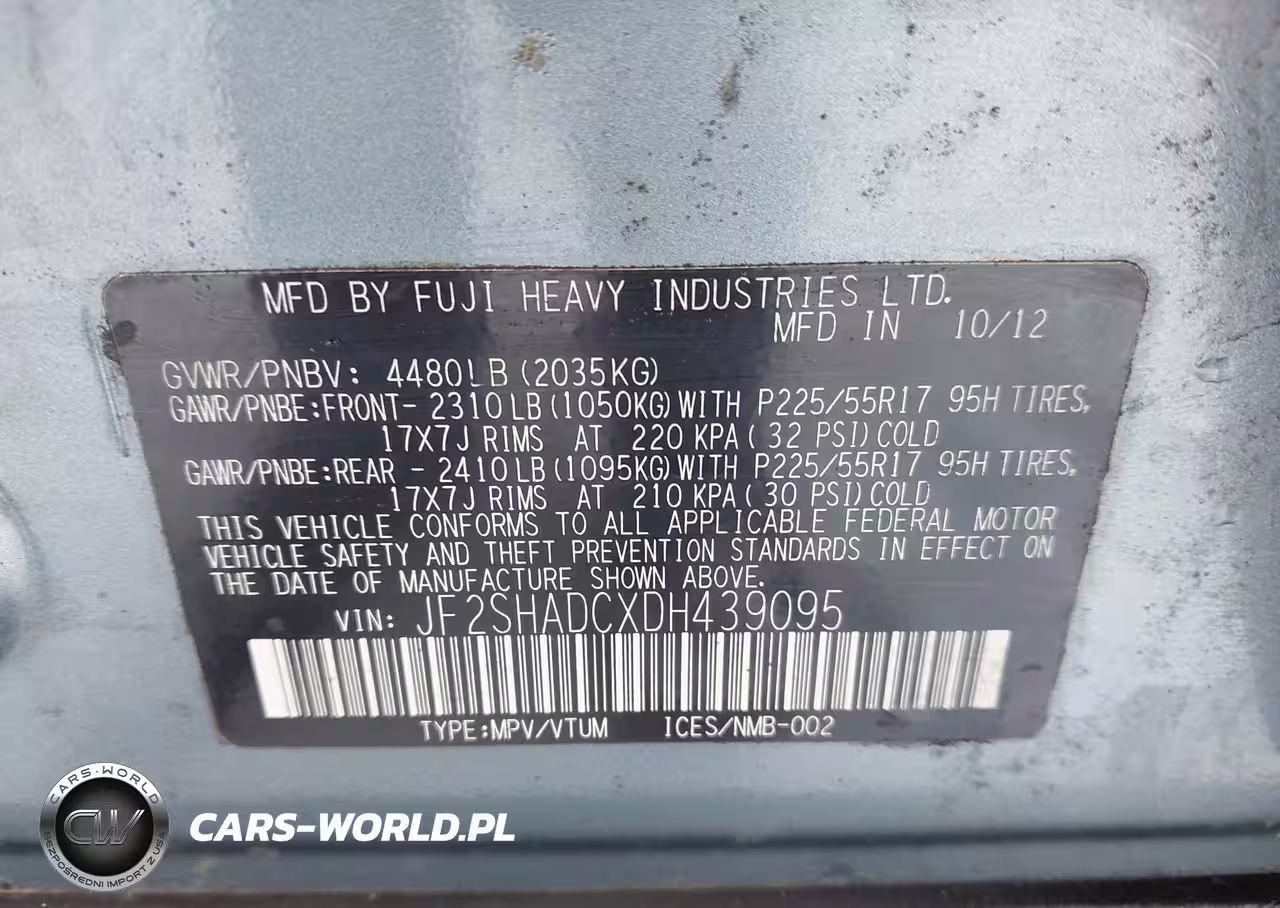 MFD BY FUJI HEAVY INDUSTRIES LTD.
MFD IN 10/12
GVWR/PNBV: 4480LB (2035KG)
GAWR/PNBE:FRONT- 2310LB (1050KG) WITH P225/55R17 95H TIRES,
17X7J RIMS AT 220 KPA ( 32 PSI) COLD
GAWR/PNBE:REAR - 2410LB (1095KG) WITH P225/55R17 95H TIRES,
17X7J RIMS AT 210 KPA ( 30 PSI) COLD
THIS VEHICLE CONFORMS TO ALL APPLICABLE FEDERAL MOTOR
VEHICLE SAFETY AND THEFT PREVENTION STANDARDS IN EFFECT ON
THE DATE OF MANUFACTURE SHOWN ABOVE.
VIN: JF2SHADCXDH439095
TYPE:MPV/VTUM ICES/NMB-002
CARS-WORLD
CW
BEZPOŚREDNI IMPORT Z USA
CARS-WORLD.PL